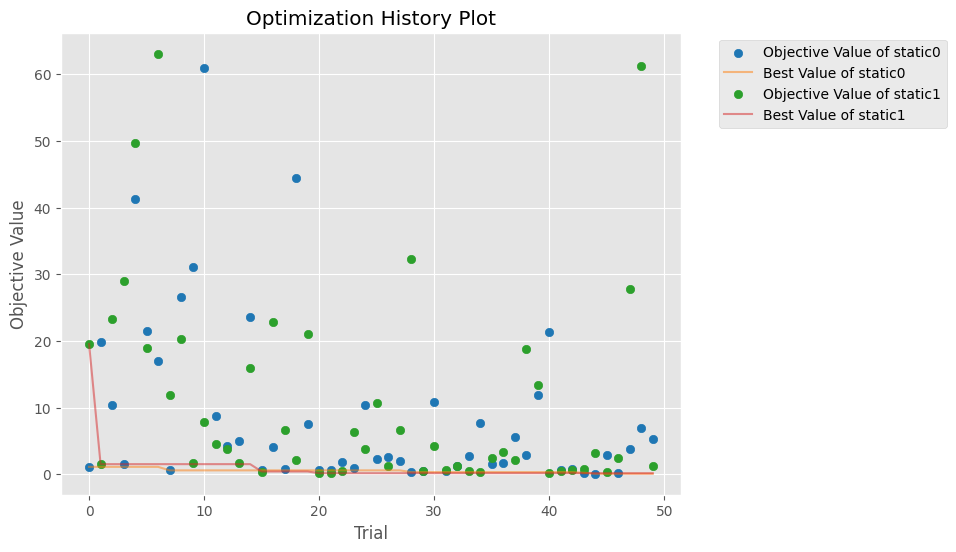 Optimization History Plot
Objective Value of static0
Best Value of static0
Objective Value of static1
Best Value of static1
Objective Value
60
50
40
30
20
10
0
0 10 20 30 40 50
Trial